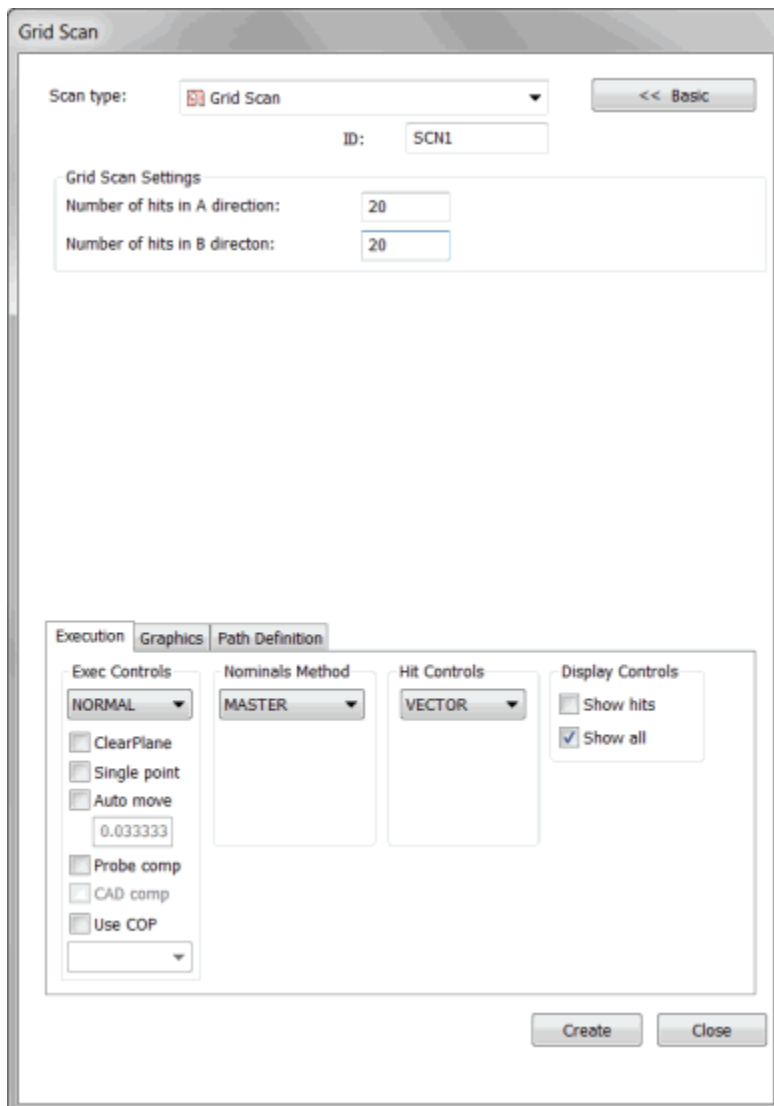 Grid Scan
Scan type: Grid Scan << Basic
ID: SCN1
Grid Scan Settings
Number of hits in A direction: 20
Number of hits in B directon: 20
Execution Graphics Path Definition
Exec Controls Nominals Method Hit Controls Display Controls
NORMAL MASTER VECTOR Show hits
ClearPlane Show all
Single point
Auto move
0.033333
Probe comp
CAD comp
Use COP
Create Close